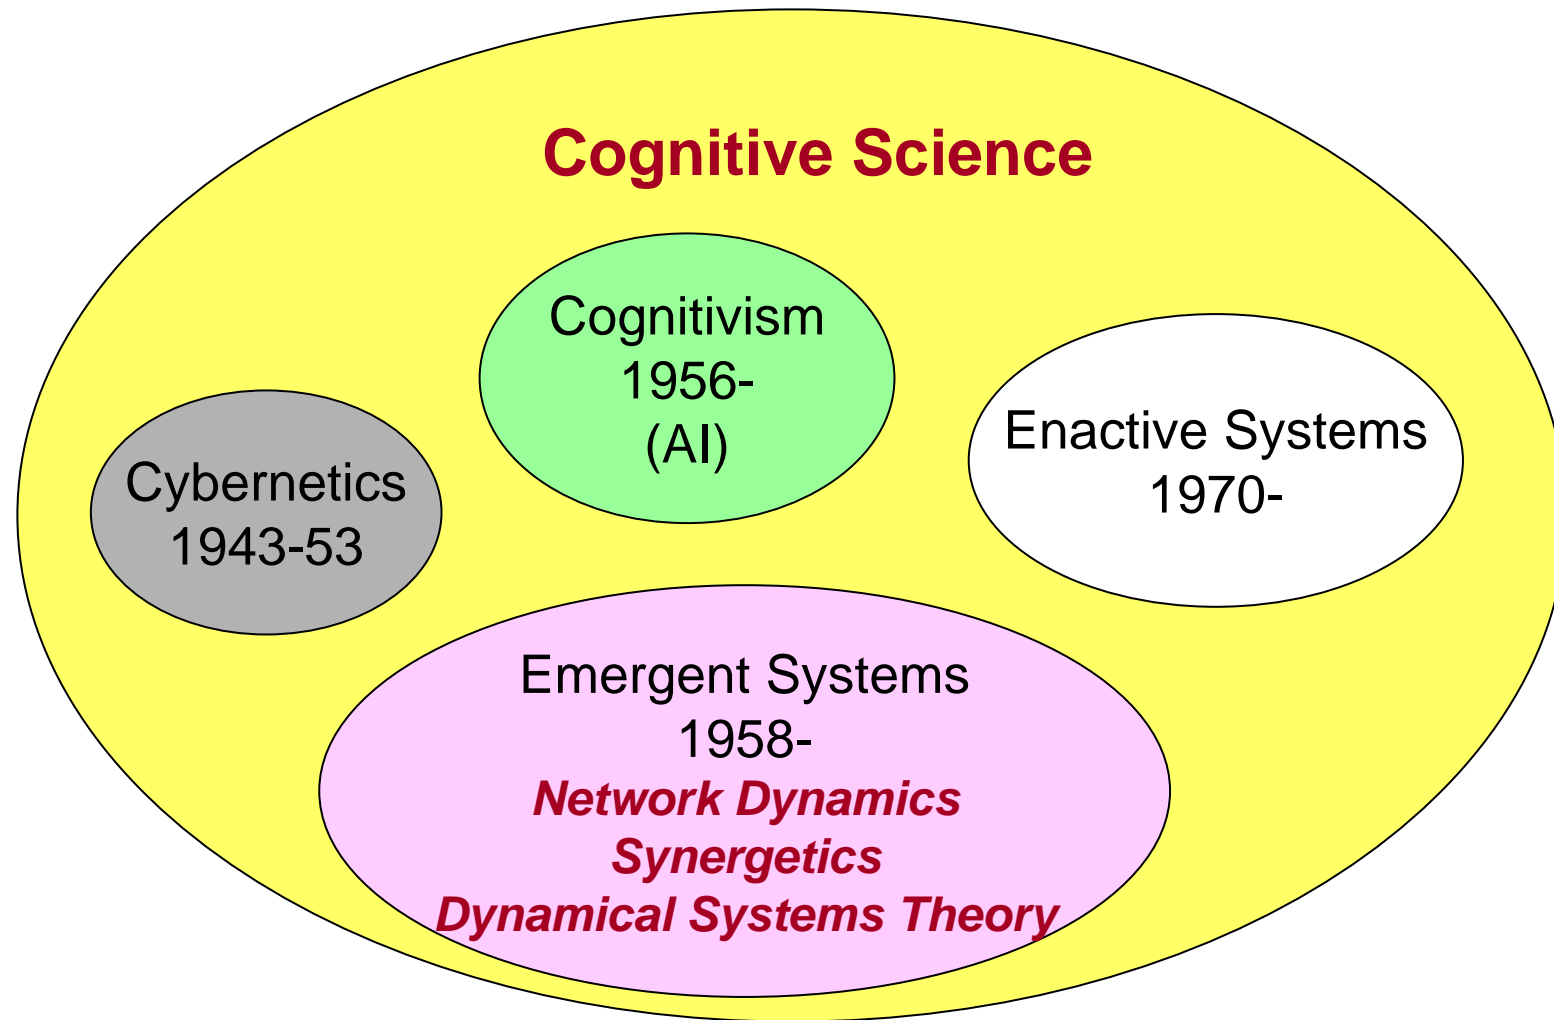 Cognitive Science
Cognitivism
1956-
(AI)
Enactive Systems
1970-
Cybernetics
1943-53
Emergent Systems
1958-
Network Dynamics
Synergetics
Dynamical Systems Theory